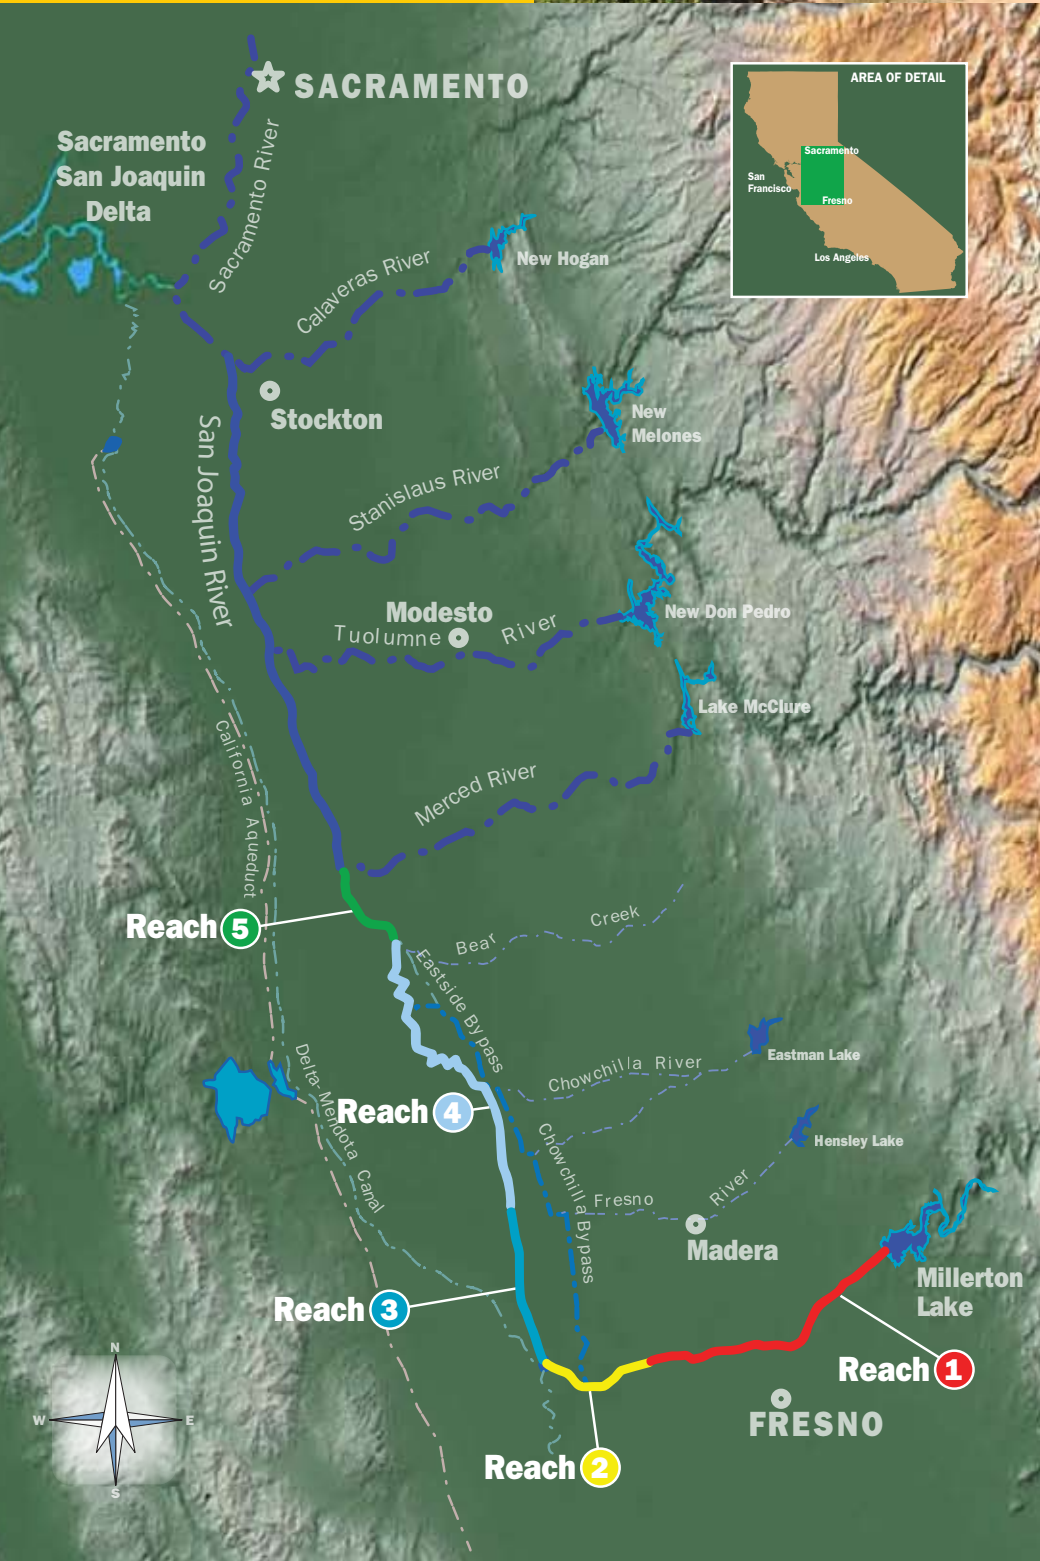 SACRAMENTO
AREA OF DETAIL
Sacramento
San
Francisco
Fresno
Los Angeles
Sacramento
San Joaquin
Delta
Sacramento River
Calaveras River
New Hogan
Stockton
San Joaquin River
New
Melones
Stanislaus River
Modesto
Tuolumne River
New Don Pedro
Lake McClure
Merced River
California Aqueduct
Reach 5
Bear Creek
Eastside Bypass
Eastman Lake
Chowchilla River
Delta-Mendota Canal
Reach 4
Hensley Lake
Chowchilla Bypass
Fresno River
Madera
Millerton
Lake
Reach 3
Reach 1
FRESNO
Reach 2
N
W
E
S